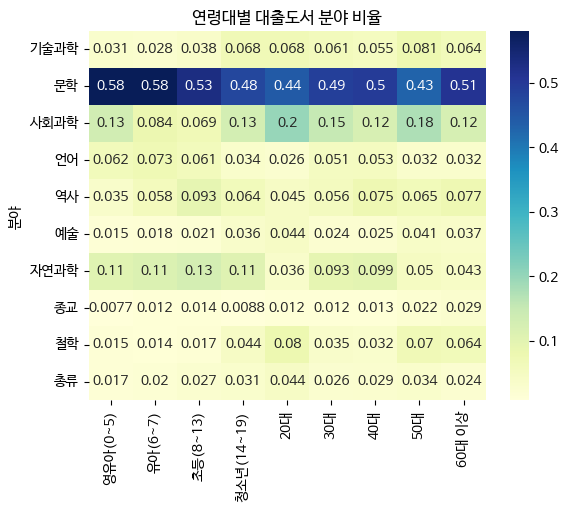 연령대별 대출도서 분야 비율
기술과학 0.031 0.028 0.038 0.068 0.068 0.061 0.055 0.081 0.064
문학 0.58 0.58 0.53 0.48 0.44 0.49 0.5 0.43 0.51
사회과학 0.13 0.084 0.069 0.13 0.2 0.15 0.12 0.18 0.12
언어 0.062 0.073 0.061 0.034 0.026 0.051 0.053 0.032 0.032
역사 0.035 0.058 0.093 0.064 0.045 0.056 0.075 0.065 0.077
예술 0.015 0.018 0.021 0.036 0.044 0.024 0.025 0.041 0.037
자연과학 0.11 0.11 0.13 0.11 0.036 0.093 0.099 0.05 0.043
종교 0.0077 0.012 0.014 0.0088 0.012 0.012 0.013 0.022 0.029
철학 0.015 0.014 0.017 0.044 0.08 0.035 0.032 0.07 0.064
총류 0.017 0.02 0.027 0.031 0.044 0.026 0.029 0.034 0.024
분야
영유아(0~5) 유아(6~7) 초등(8~13) 청소년(14~19) 20대 30대 40대 50대 60대 이상
0.5
0.4
0.3
0.2
0.1